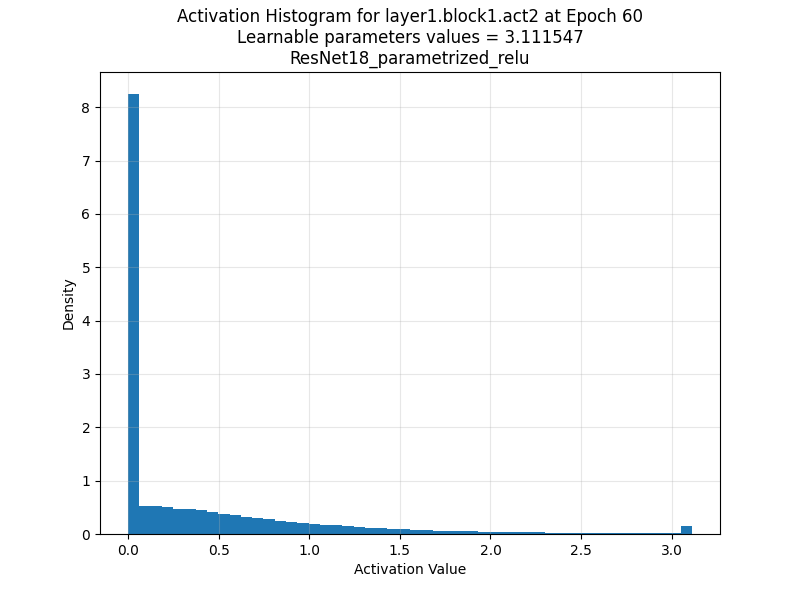 Activation Histogram for layer1.block1.act2 at Epoch 60
Learnable parameters values = 3.111547
ResNet18_parametrized_relu
8
7
6
5
4
3
2
1
0
Density
0.0 0.5 1.0 1.5 2.0 2.5 3.0
Activation Value